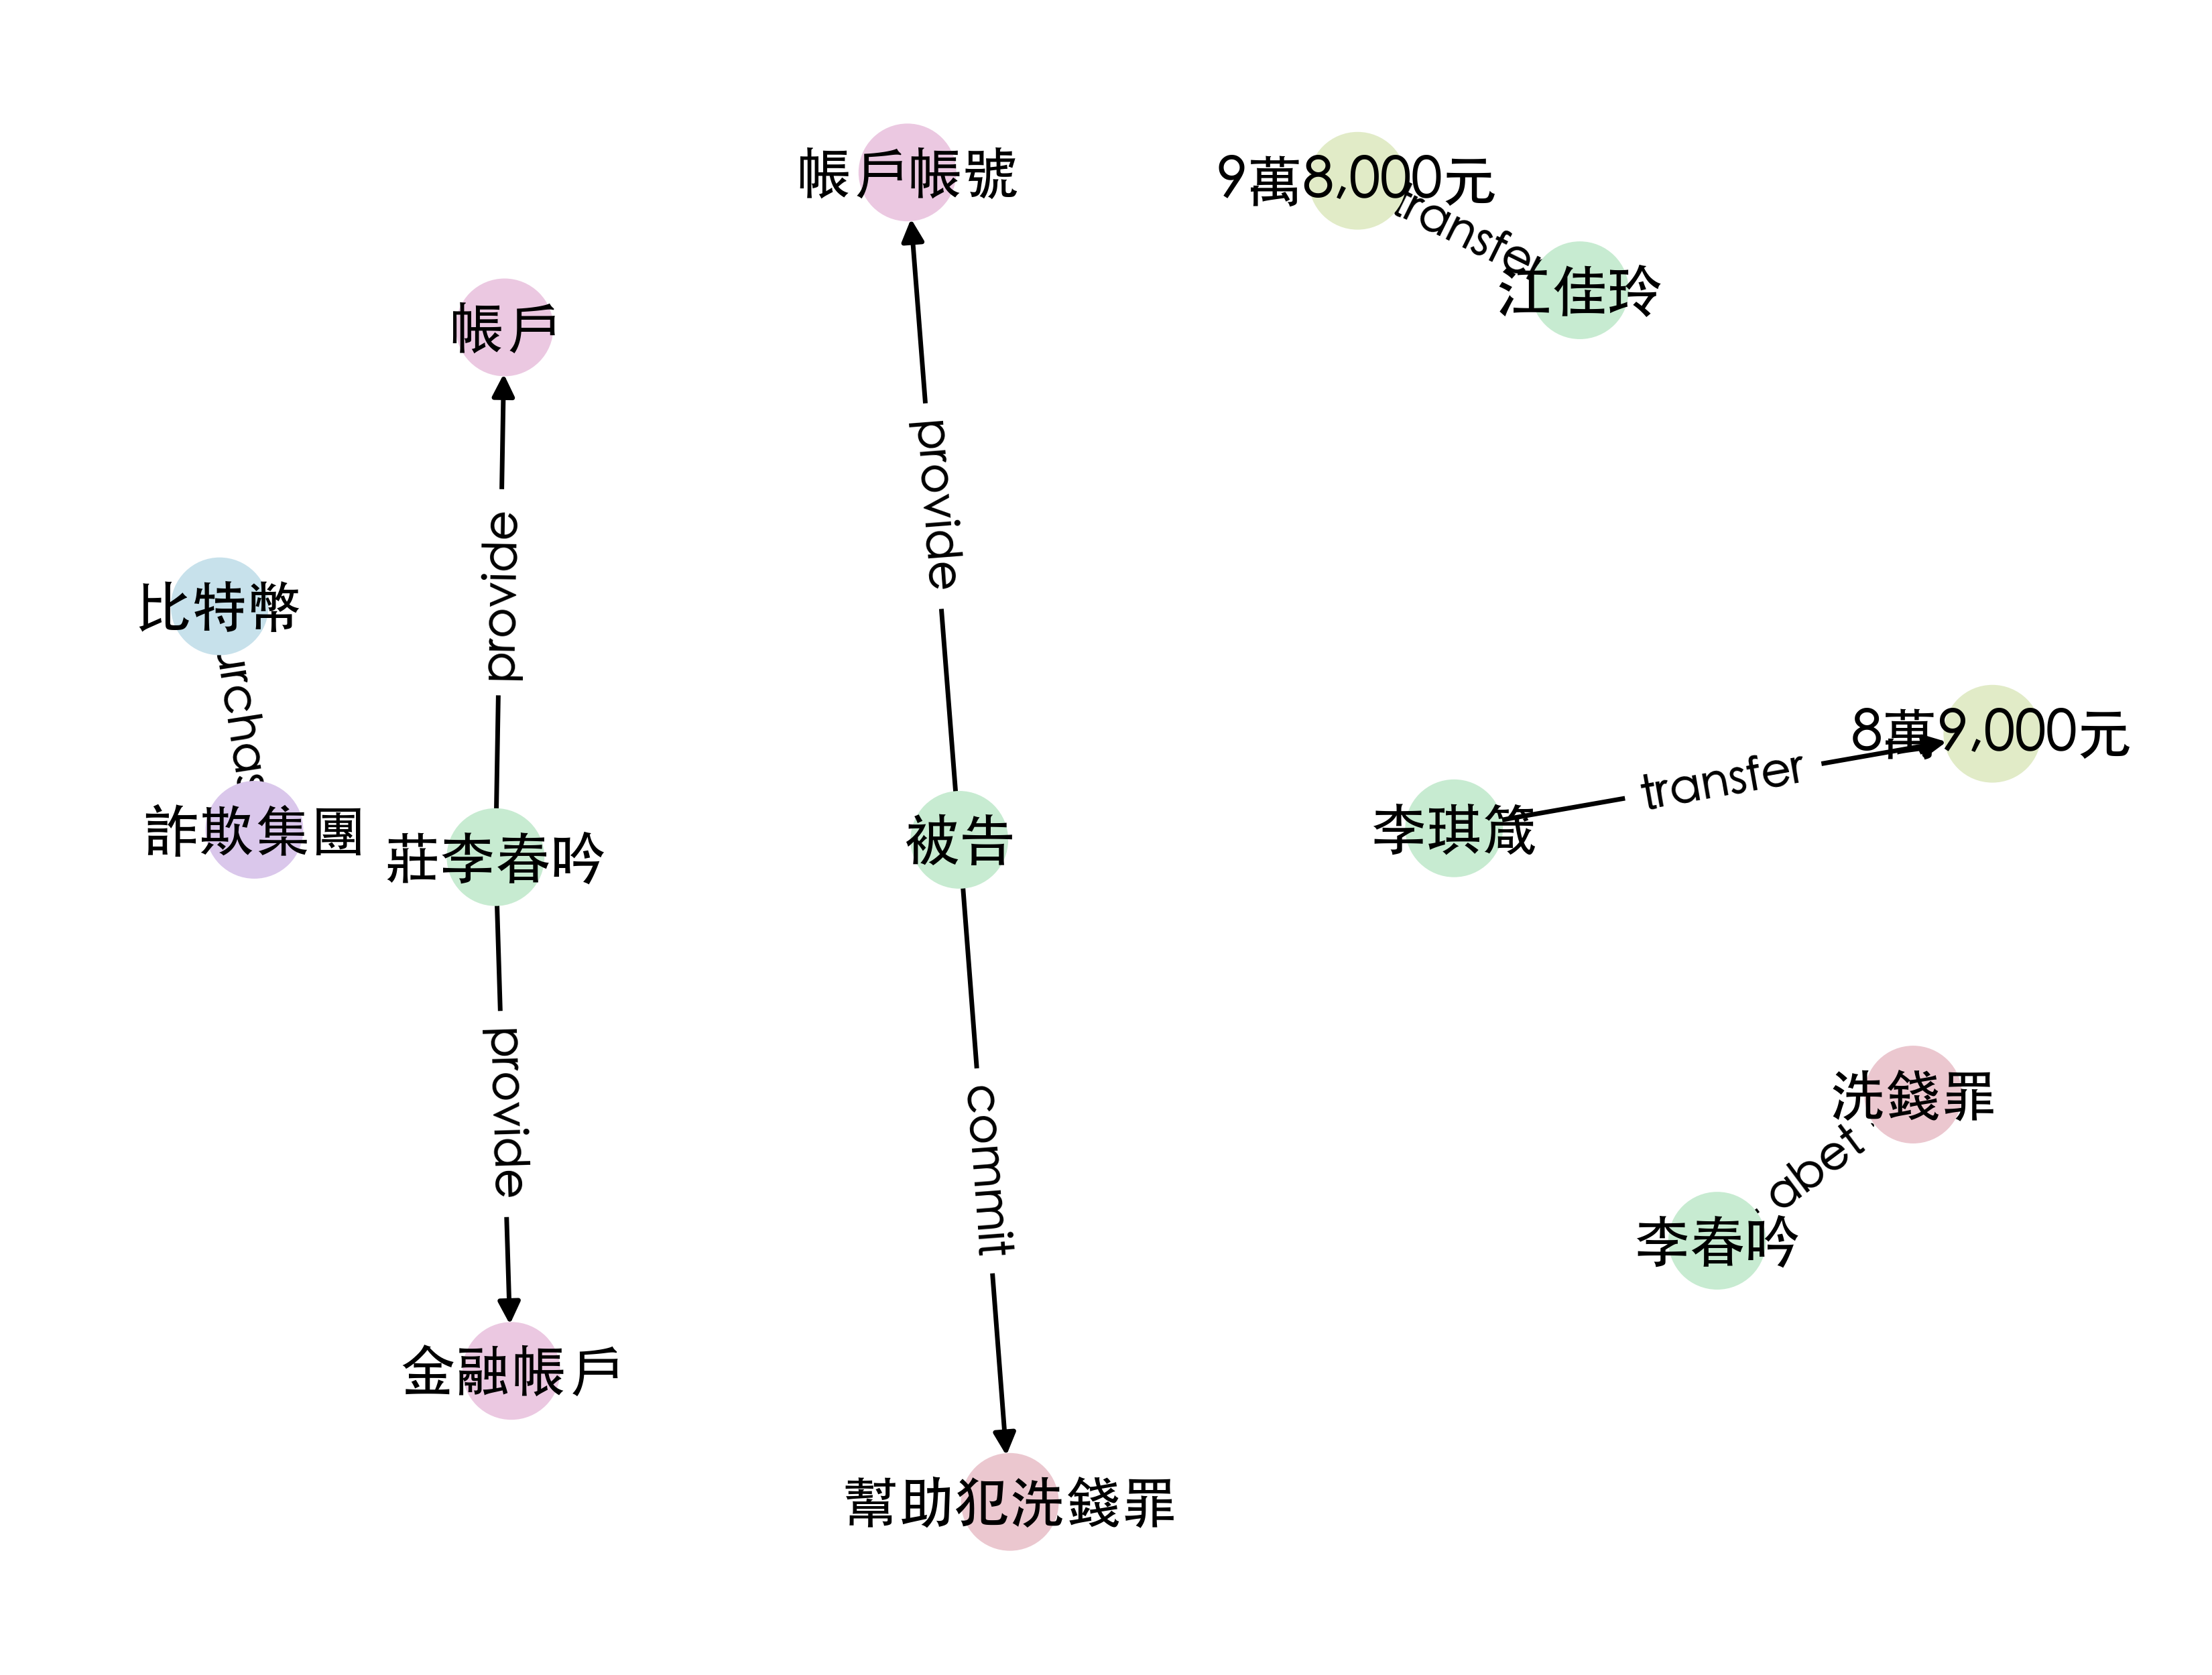 帳戶帳號
9萬8,000元
transfer
江佳玲
帳戶
provide
provide
比特幣
詐欺集團
莊李春吟
被告
8萬9,000元
transfer
李琪箴
provide
commit
洗錢罪
abet
李春吟
金融帳戶
幫助犯洗錢罪